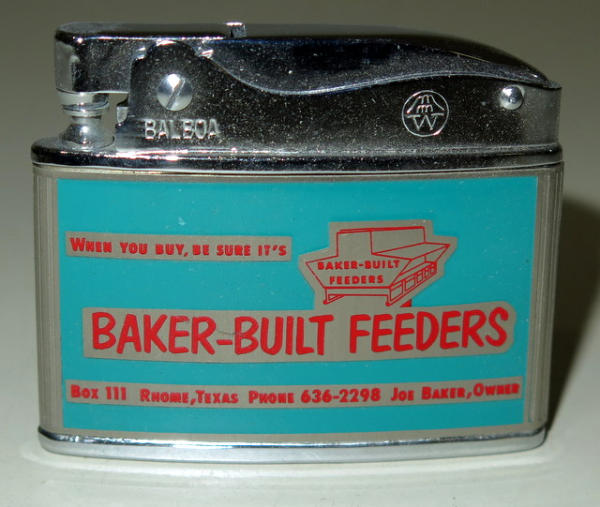 BALBOA
WHEN YOU BUY, BE SURE IT'S
BAKER-BUILT
FEEDERS
BAKER-BUILT FEEDERS
BOX 111 RHOME, TEXAS PHONE 636-2298 JOE BAKER, OWNER